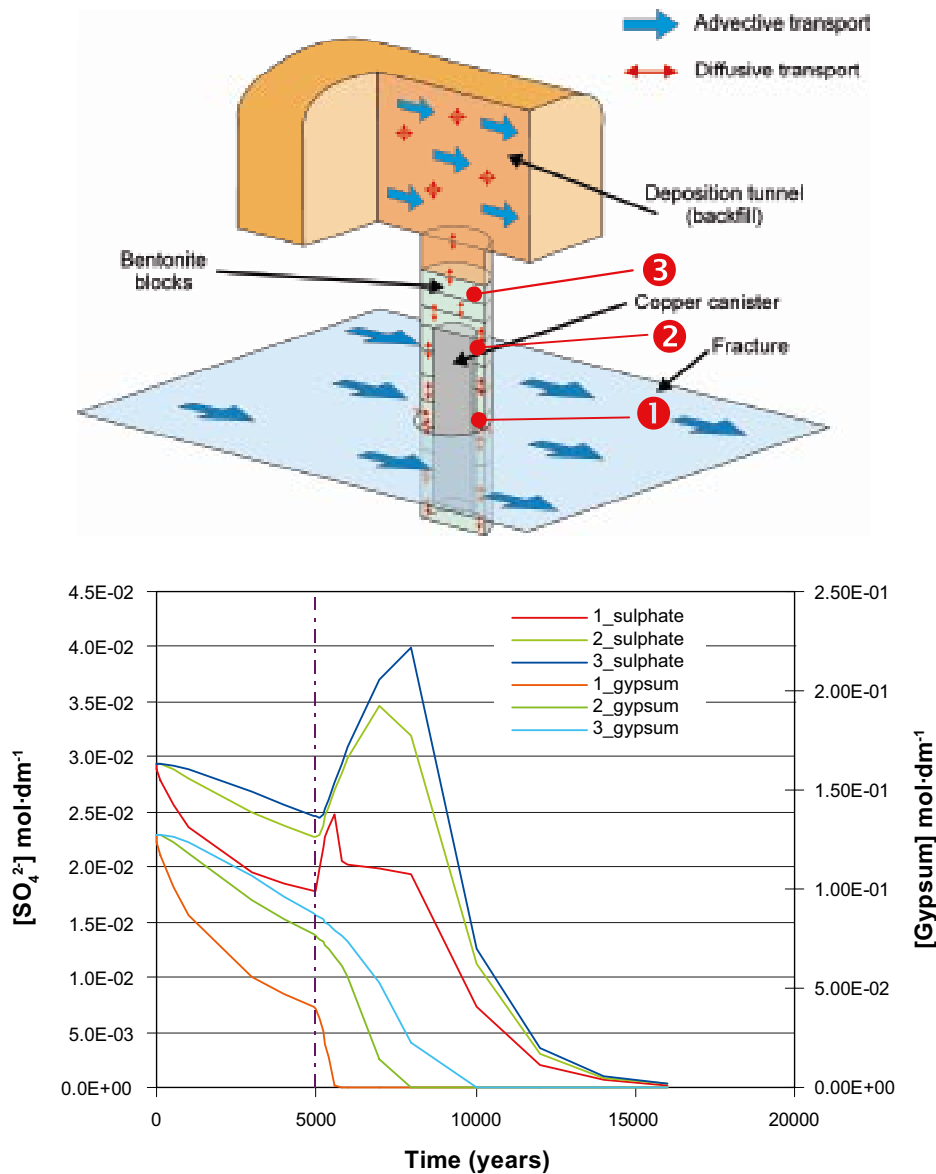 Advective transport
Diffusive transport
Deposition tunnel
(backfill)
Bentonite
blocks
3
Copper canister
2
Fracture
1
4.5E-02
4.0E-02
3.5E-02
3.0E-02
2.5E-02
2.0E-02
1.5E-02
1.0E-02
5.0E-03
0.0E+00
[SO₄²⁻] mol·dm⁻¹
1_sulphate
2_sulphate
3_sulphate
1_gypsum
2_gypsum
3_gypsum
2.50E-01
2.00E-01
1.50E-01
1.00E-01
5.00E-02
0.00E+00
[Gypsum] mol·dm⁻¹
0 5000 10000 15000 20000
Time (years)